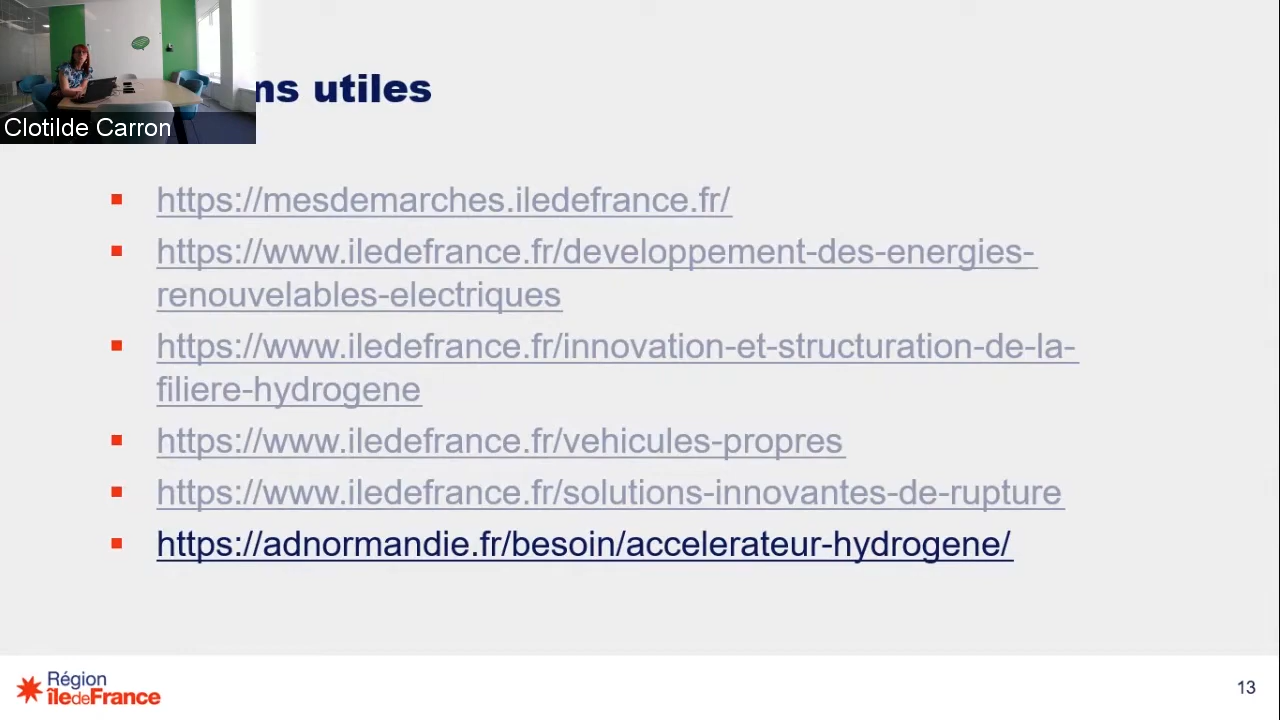 ns utiles
Clotilde Carron
https://mesdemarches.iledefrance.fr/
https://www.iledefrance.fr/developpement-des-energies-
renouvelables-electriques
https://www.iledefrance.fr/innovation-et-structuration-de-la-
filiere-hydrogene
https://www.iledefrance.fr/vehicules-propres
https://www.iledefrance.fr/solutions-innovantes-de-rupture
https://adnormandie.fr/besoin/accelerateur-hydrogene/
Région
îledeFrance
13